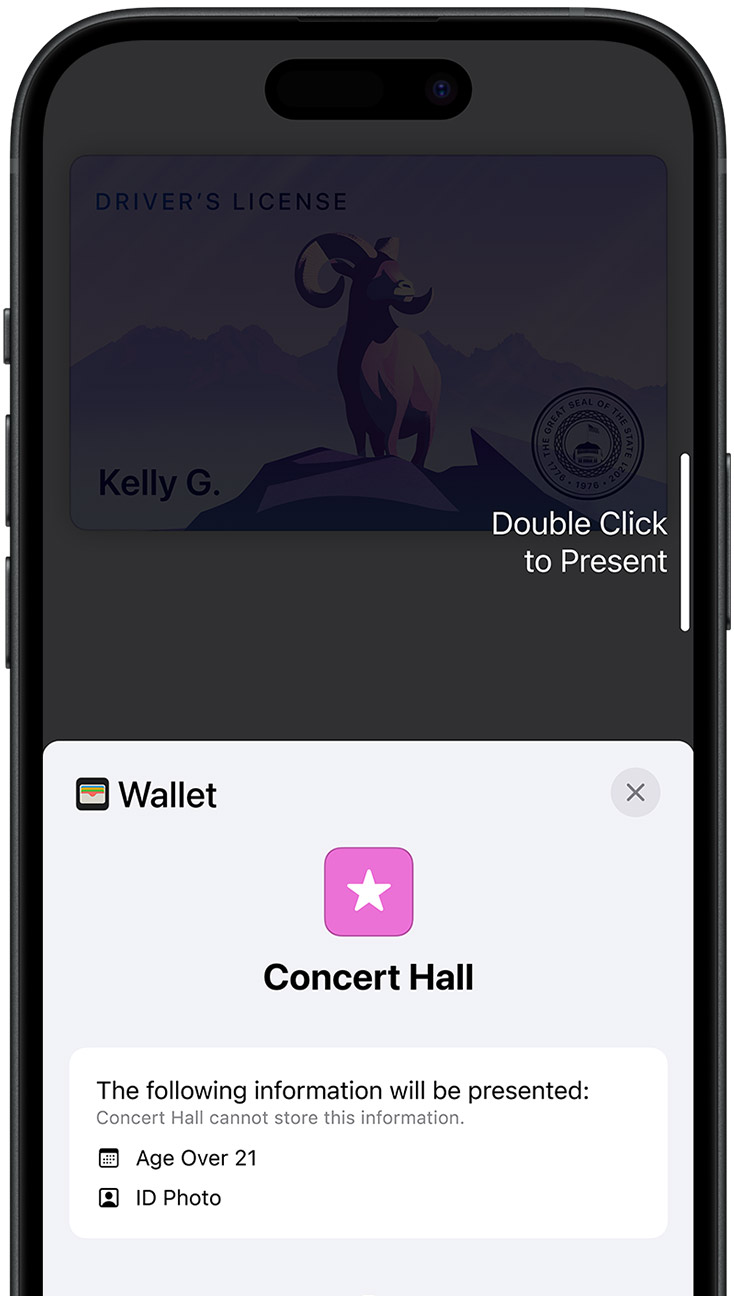 DRIVER'S LICENSE
THE GREAT SEAL OF THE STATE
1776 • 1976 • 2021
Kelly G.
Double Click
to Present
Wallet
Concert Hall
The following information will be presented:
Concert Hall cannot store this information.
Age Over 21
ID Photo